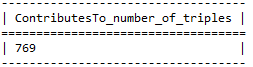 ---------------------------------
| ContributesTo_number_of_triples |
=================================
| 769 |
---------------------------------